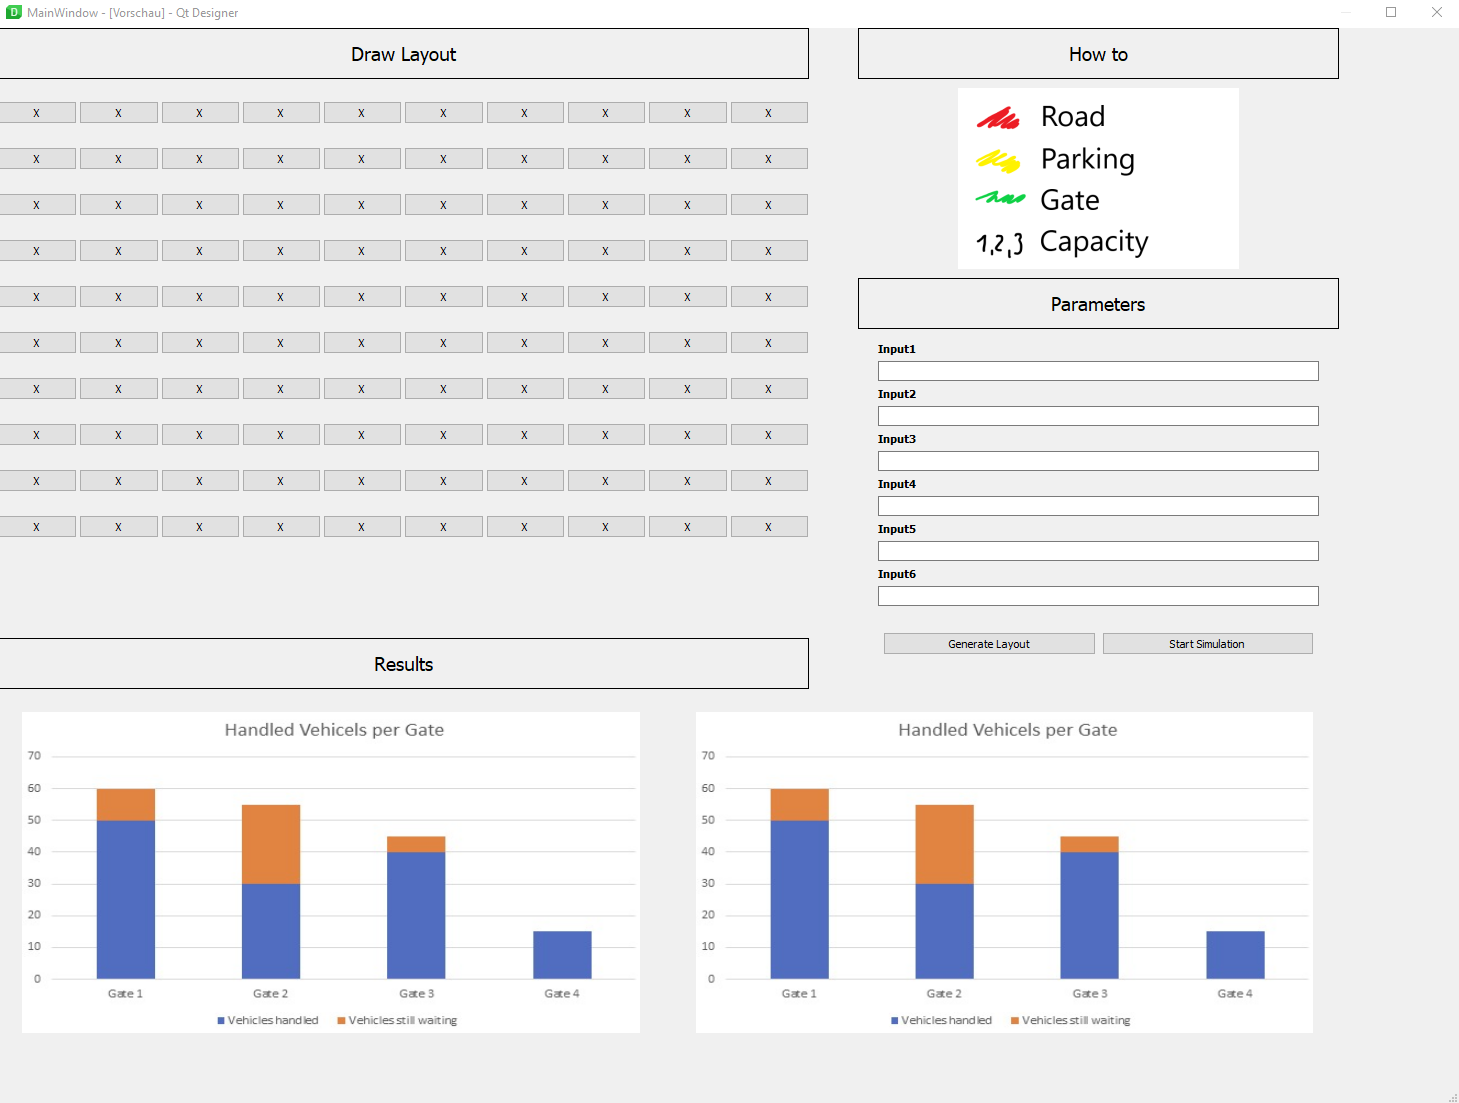 MainWindow - [Vorschau] - Qt Designer
Draw Layout
X X X X X X X X X X
X X X X X X X X X X
X X X X X X X X X X
X X X X X X X X X X
X X X X X X X X X X
X X X X X X X X X X
X X X X X X X X X X
X X X X X X X X X X
X X X X X X X X X X
X X X X X X X X X X
How to
Road
Parking
Gate
1,2,3 Capacity
Parameters
Input1
Input2
Input3
Input4
Input5
Input6
Generate Layout Start Simulation
Results
Handled Vehicels per Gate
70
60
50
40
30
20
10
0
Gate 1 Gate 2 Gate 3 Gate 4
Vehicles handled Vehicles still waiting
Handled Vehicels per Gate
70
60
50
40
30
20
10
0
Gate 1 Gate 2 Gate 3 Gate 4
Vehicles handled Vehicles still waiting